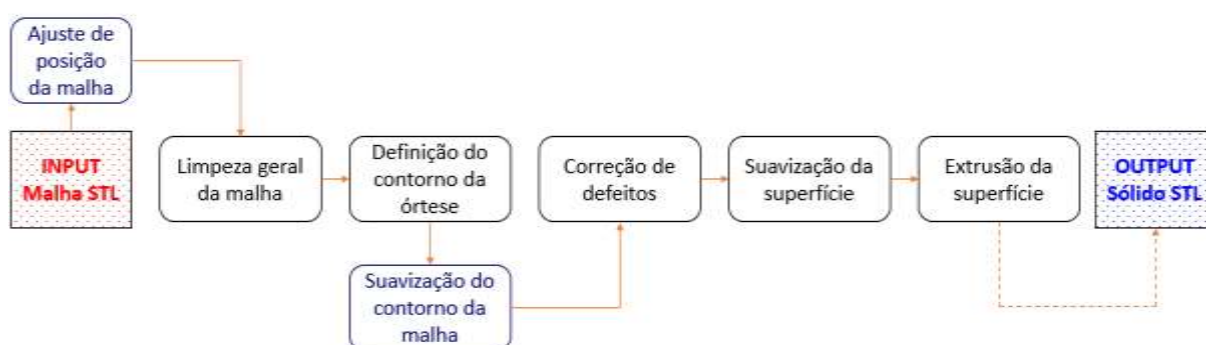 Ajuste de
posição
da malha
INPUT
Malha STL
Limpeza geral
da malha
Definição do
contorno da
órtese
Suavização do
contorno da
malha
Correção de
defeitos
Suavização da
superfície
Extrusão da
superfície
OUTPUT
Sólido STL